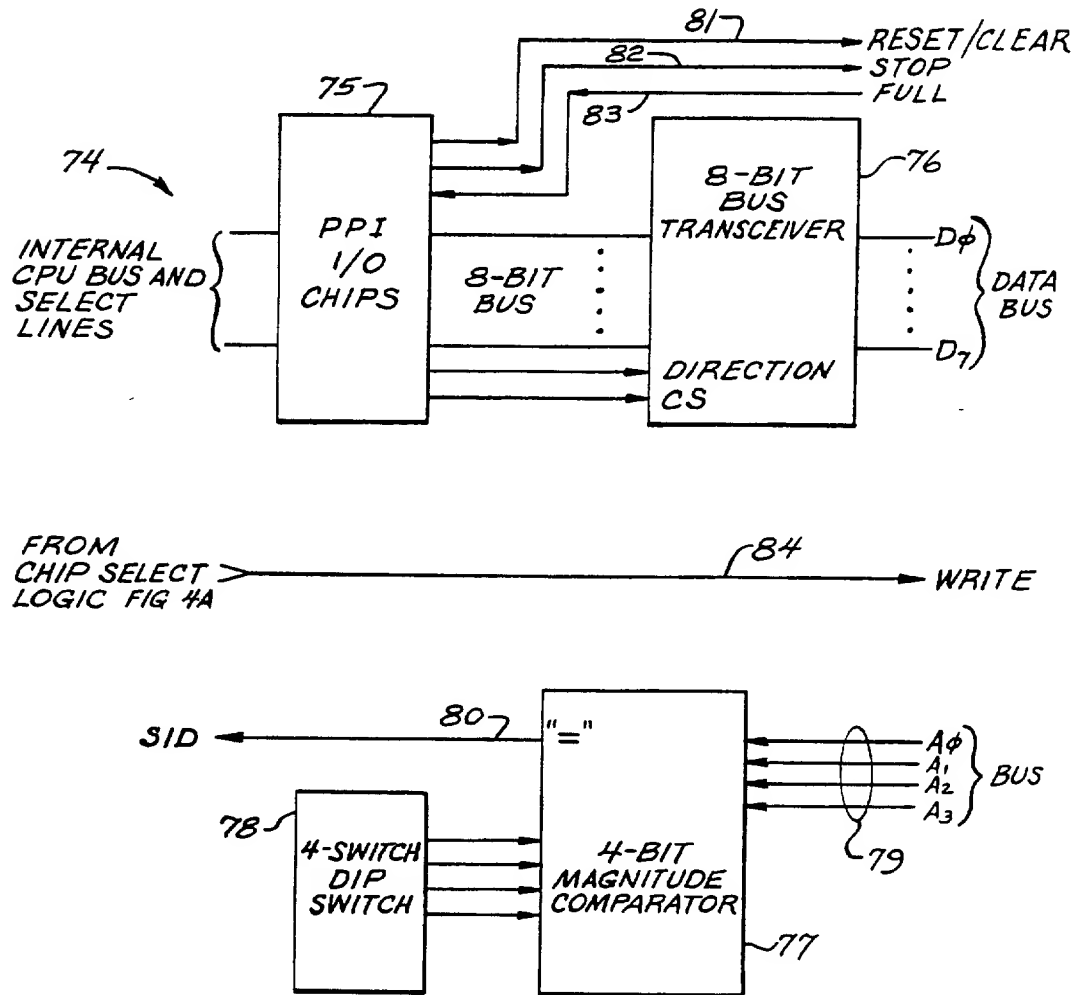 81
RESET/CLEAR
82
STOP
83
FULL
75
74
76
INTERNAL
CPU BUS AND
SELECT
LINES
PPI
I/O
CHIPS
8-BIT
BUS
8-BIT
BUS
TRANSCEIVER
DIRECTION
CS
Dϕ
D7
DATA
BUS
FROM
CHIP SELECT
LOGIC FIG 4A
84
WRITE
SID
80
"="
Aϕ
A1
A2
A3
BUS
79
78
4-SWITCH
DIP
SWITCH
4-BIT
MAGNITUDE
COMPARATOR
77